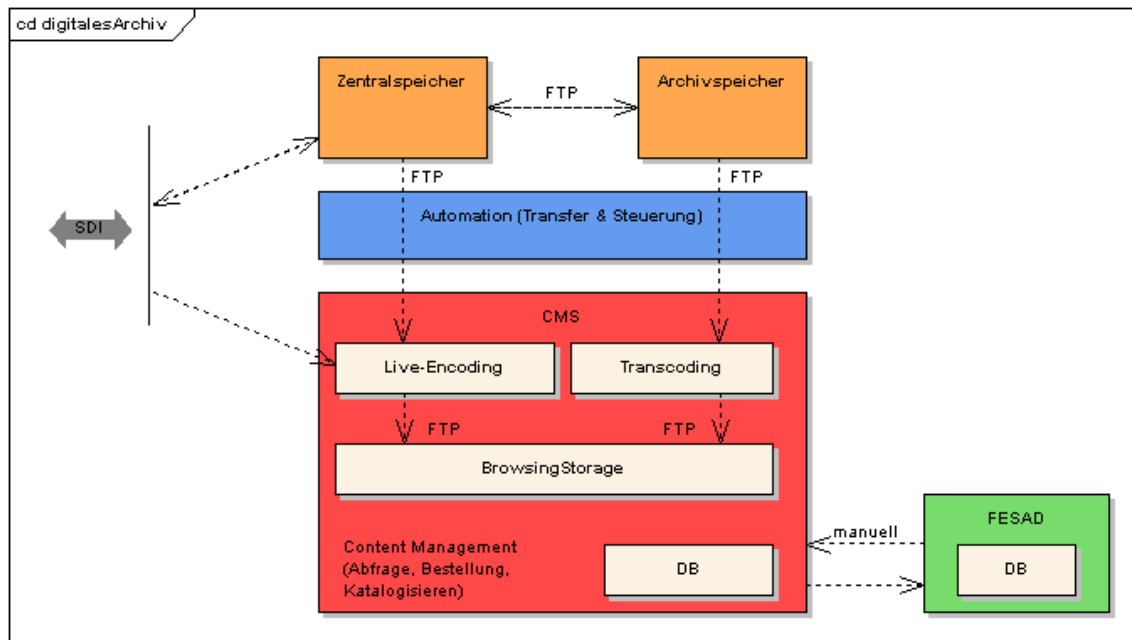 cd digitalesArchiv
Zentralspeicher
Archivspeicher
FTP
FTP
FTP
Automation (Transfer & Steuerung)
SDI
CMS
Live-Encoding
Transcoding
FTP
FTP
BrowsingStorage
FESAD
manuell
Content Management
(Abfrage, Bestellung,
Katalogisieren)
DB
DB